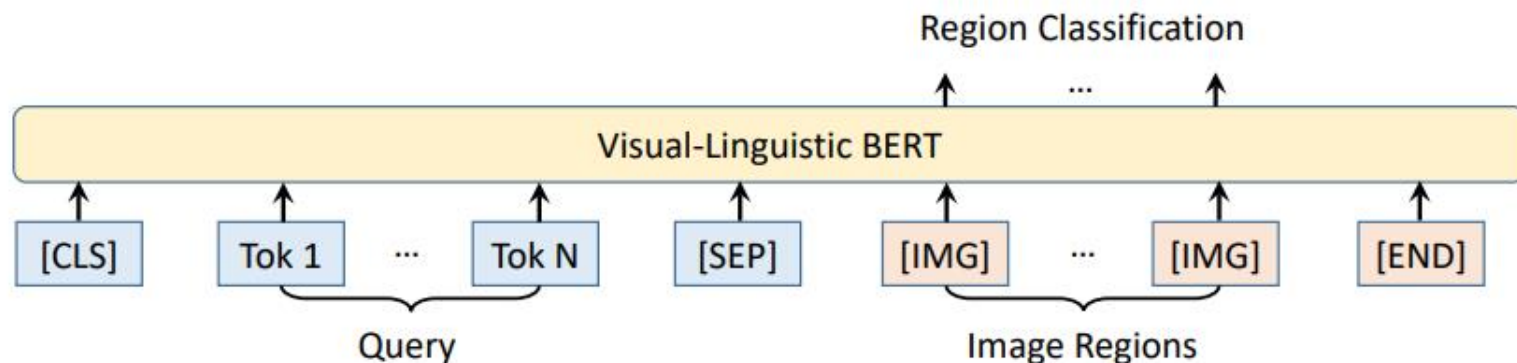 Region Classification
...
Visual-Linguistic BERT
[CLS] Tok 1 ... Tok N [SEP] [IMG] ... [IMG] [END]
Query Image Regions